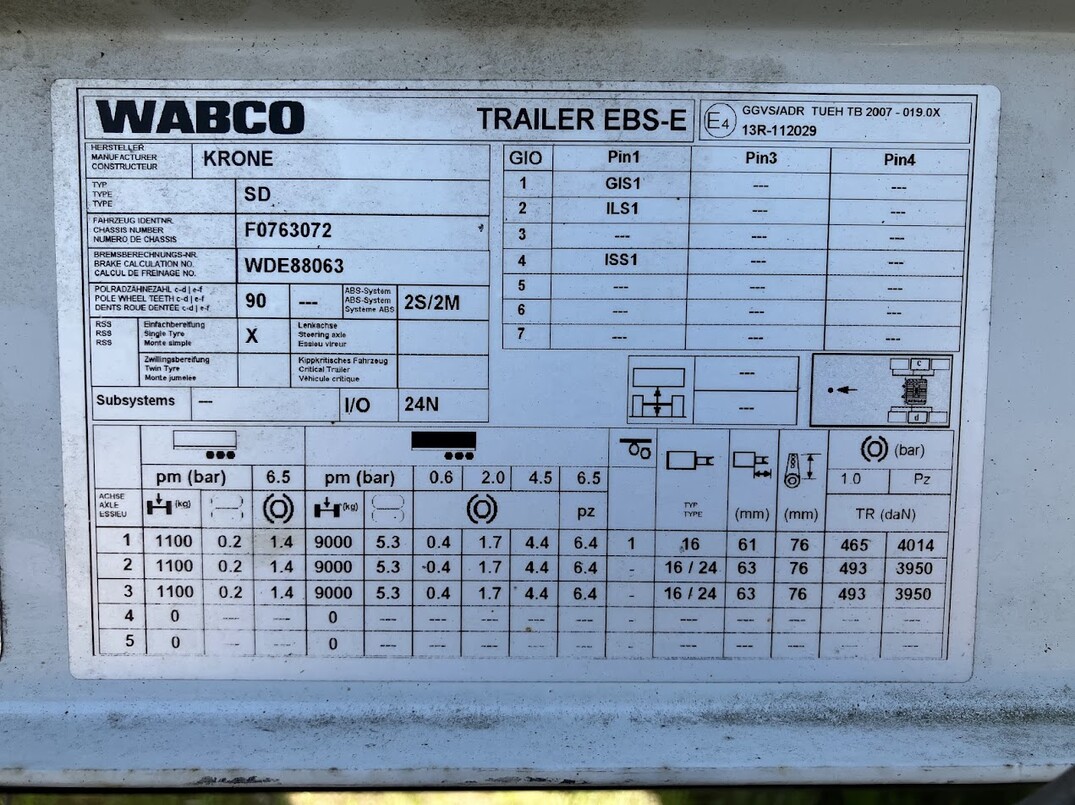 WABCO TRAILER EBS-E E4 GGVS/ADR TUEH TB 2007 - 019.0X
13R-112029
HERSTELLER
MANUFACTURER
CONSTRUCTEUR
KRONE
TYP
TYPE
TYPE
SD
FAHRZEUG IDENTNR.
CHASSIS NUMBER
NUMERO DE CHASSIS
F0763072
BREMSBERECHNUNGS-NR.
BRAKE CALCULATION NO.
CALCUL DE FREINAGE NO.
WDE88063
POLRADZÄHNEZAHL c-d | e-f
POLE WHEEL TEETH c-d | e-f
DENTS ROUE DENTÉE c-d | e-f
90 ---
ABS-System
ABS-System
Systeme ABS
2S/2M
RSS
RSS
RSS
Einfachbereifung
Single Tyre
Monte simple
X
Lenkachse
Steering axle
Essieu vireur
Zwillingsbereifung
Twin Tyre
Monte jumelee
Kippkritisches Fahrzeug
Critical Trailer
Véhicule critique
Subsystems --- I/O 24N
GIO Pin1 Pin3 Pin4
1 GIS1 --- ---
2 ILS1 --- ---
3 --- --- ---
4 ISS1 --- ---
5 --- --- ---
6 --- --- ---
7 --- --- ---
---
---
c
d
pm (bar) 6.5 pm (bar) 0.6 2.0 4.5 6.5
(bar)
1.0 Pz
ACHSE
AXLE
ESSIEU
(kg) (kg) pz
TYP
TYPE
(mm) (mm) TR (daN)
1 1100 0.2 1.4 9000 5.3 0.4 1.7 4.4 6.4 1 16 61 76 465 4014
2 1100 0.2 1.4 9000 5.3 0.4 1.7 4.4 6.4 - 16 / 24 63 76 493 3950
3 1100 0.2 1.4 9000 5.3 0.4 1.7 4.4 6.4 - 16 / 24 63 76 493 3950
4 0 --- --- 0 --- --- --- --- --- --- --- --- --- --- ---
5 0 --- --- 0 --- --- --- --- --- --- --- --- --- --- ---